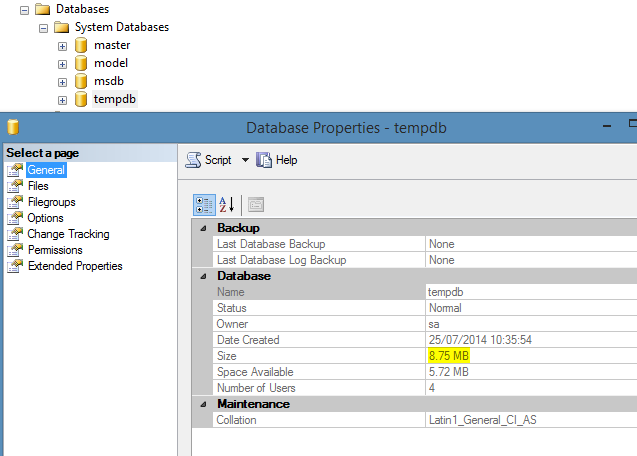 Databases
System Databases
master
model
msdb
tempdb
Database Properties - tempdb
Select a page
General
Files
Filegroups
Options
Change Tracking
Permissions
Extended Properties
Script Help
Backup
Last Database Backup None
Last Database Log Backup None
Database
Name tempdb
Status Normal
Owner sa
Date Created 25/07/2014 10:35:54
Size 8.75 MB
Space Available 5.72 MB
Number of Users 4
Maintenance
Collation Latin1_General_CI_AS